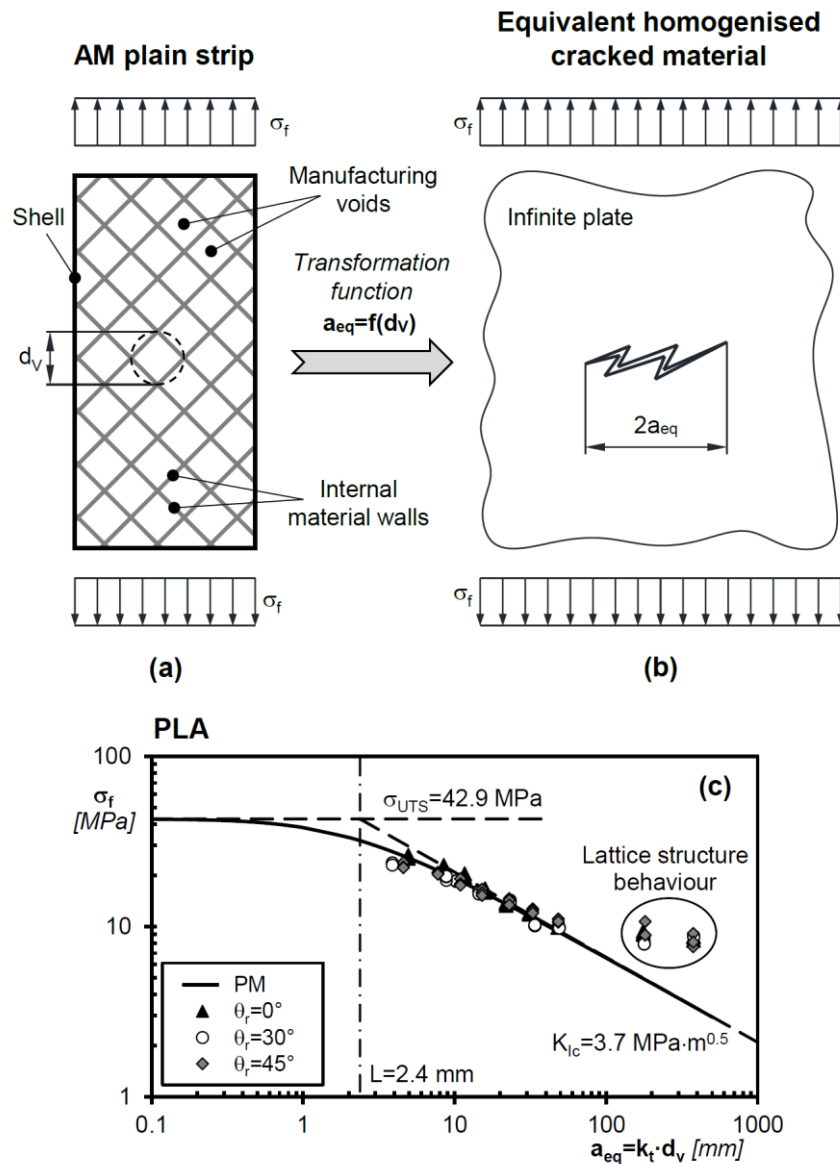 AM plain strip
Equivalent homogenised
cracked material
σf
σf
Manufacturing
voids
Shell
Infinite plate
Transformation
function
aeq=f(dV)
dV
2aeq
Internal
material walls
σf
σf
(a)
(b)
PLA
100
(c)
σf
[MPa]
σUTS=42.9 MPa
Lattice structure
behaviour
10
PM
θr=0°
θr=30°
θr=45°
KIc=3.7 MPa·m^0.5
L=2.4 mm
1
0.1
1
10
100
1000
aeq=kt·dv [mm]